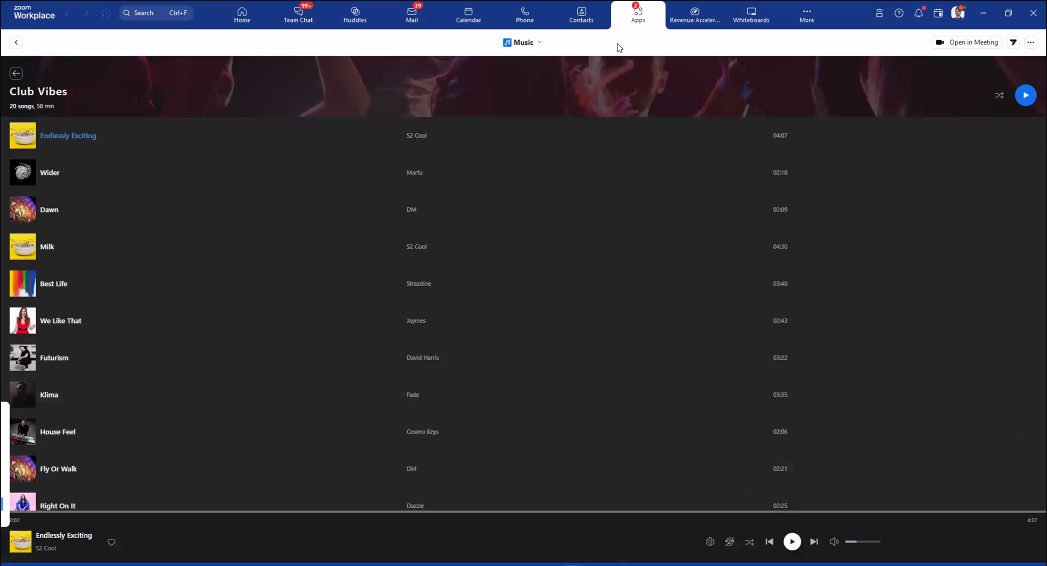 zoom
Workplace
Search Ctrl+F
Home
99+
Team Chat
Huddles
39
Mail
Calendar
Phone
Contacts
2
Apps
Revenue Acceler...
Whiteboards
More
Music
Open in Meeting
Club Vibes
20 songs, 58 min
Endlessly Exciting S2 Cool 04:07
Wider Marfu 02:18
Dawn DM 02:09
Milk S2 Cool 04:30
Best Life Strazdine 03:40
We Like That Jaymes 02:43
Futurism David Harris 03:22
Klima Fade 03:35
House Feel Cosmo Keys 02:06
Fly Or Walk DM 02:21
Right On It Dazzie 02:25
0:02 4:07
Endlessly Exciting
S2 Cool